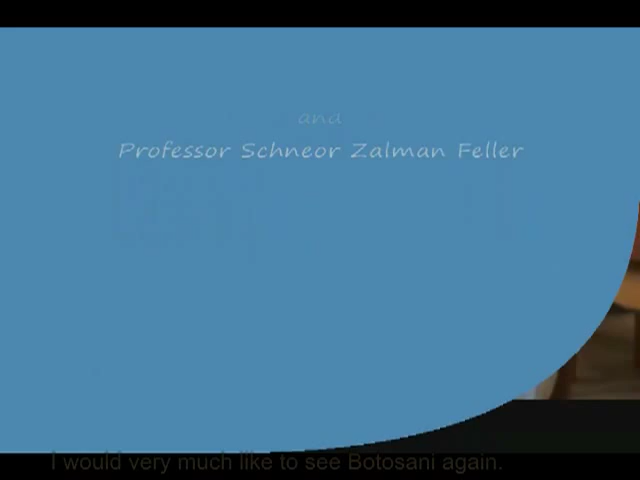 and
Professor Schneor Zalman Feller
I would very much like to see Botosani again.